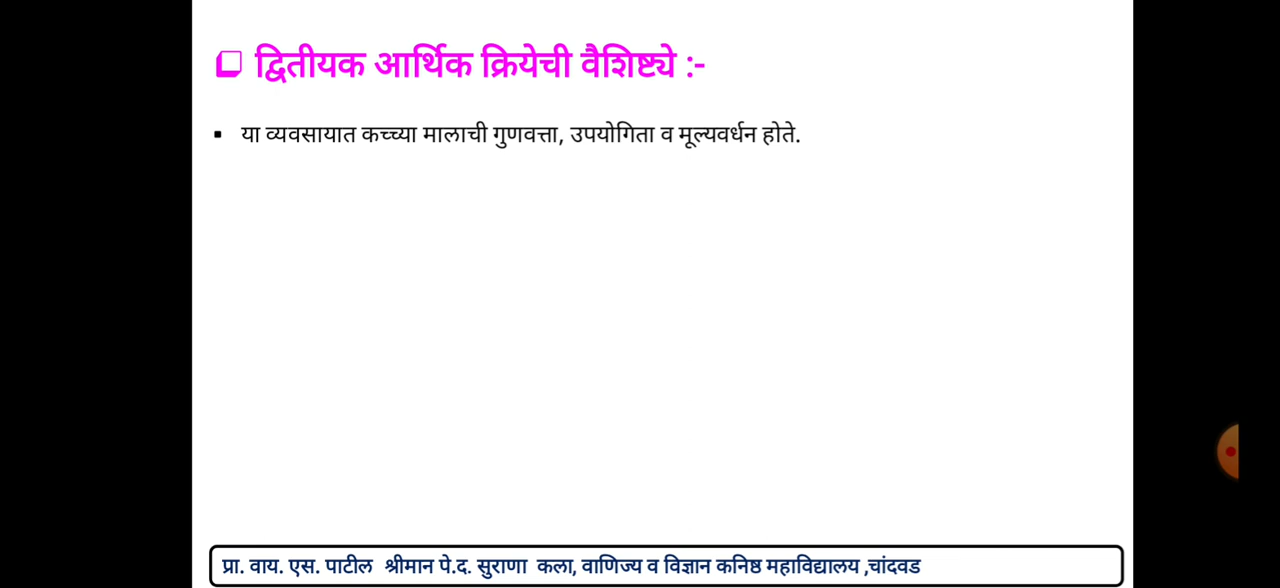 ❑ द्वितीयक आर्थिक क्रियेची वैशिष्ट्ये :-
▪ या व्यवसायात कच्च्या मालाची गुणवत्ता, उपयोगिता व मूल्यवर्धन होते.
प्रा. वाय. एस. पाटील श्रीमान पे.द. सुराणा कला, वाणिज्य व विज्ञान कनिष्ठ महाविद्यालय ,चांदवड